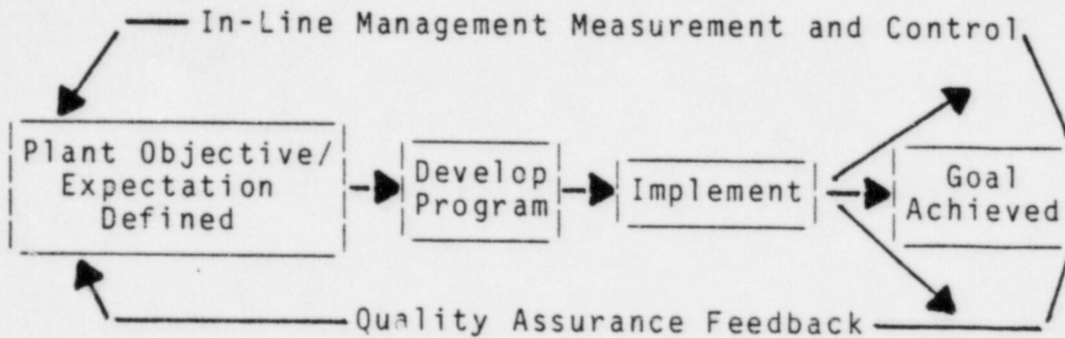 In-Line Management Measurement and Control
Plant Objective/
Expectation
Defined
Develop
Program
Implement
Goal
Achieved
Quality Assurance Feedback